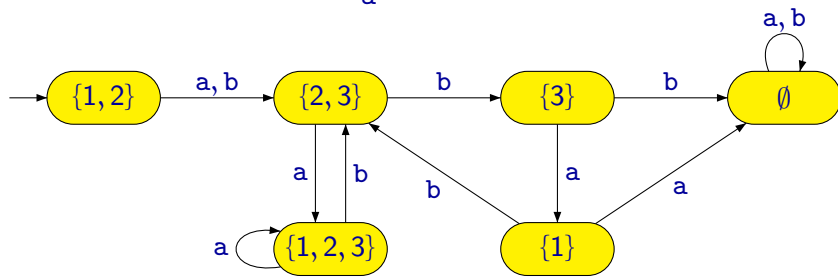 a
a, b
{1, 2} a, b {2, 3} b {3} b ∅
a b b a a
a {1, 2, 3} {1}